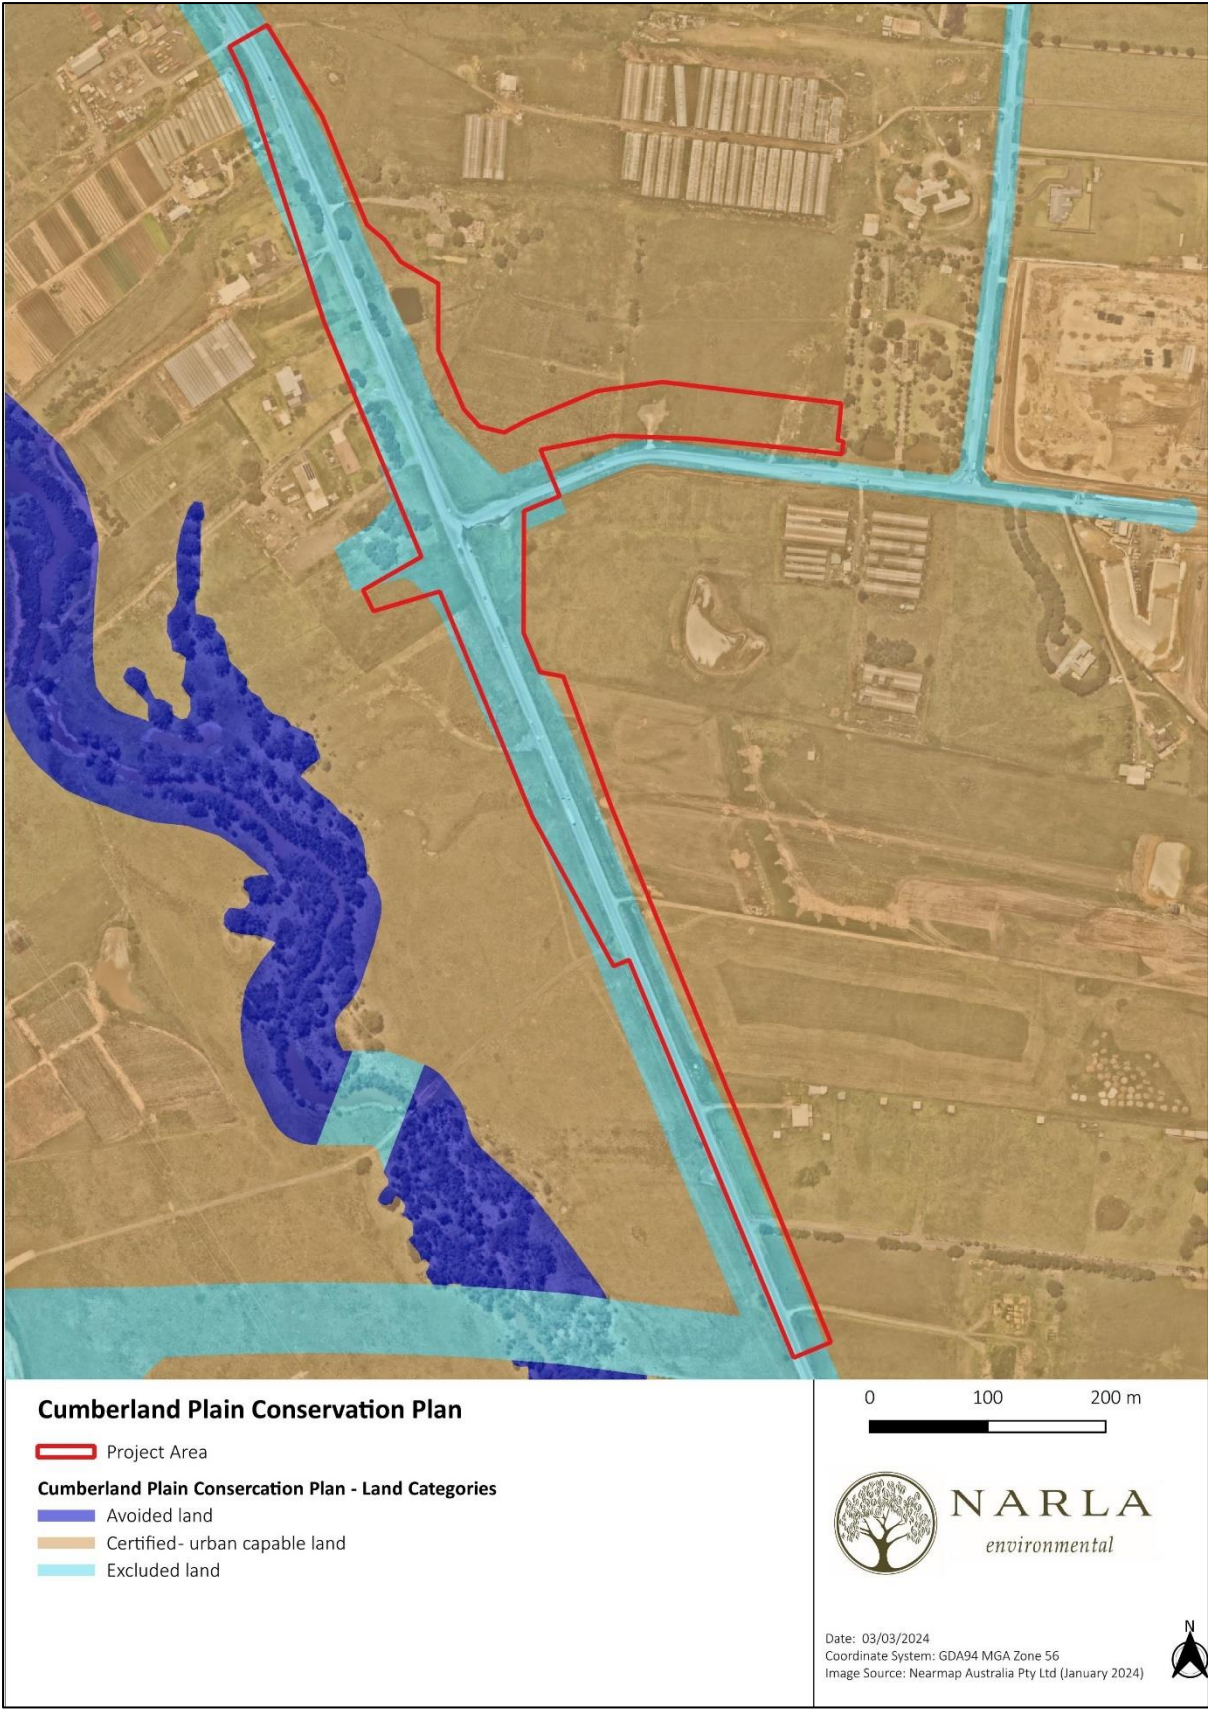 Cumberland Plain Conservation Plan
Project Area
Cumberland Plain Consercation Plan - Land Categories
Avoided land
Certified- urban capable land
Excluded land
0 100 200 m
NARLA
environmental
Date: 03/03/2024
Coordinate System: GDA94 MGA Zone 56
Image Source: Nearmap Australia Pty Ltd (January 2024)
N